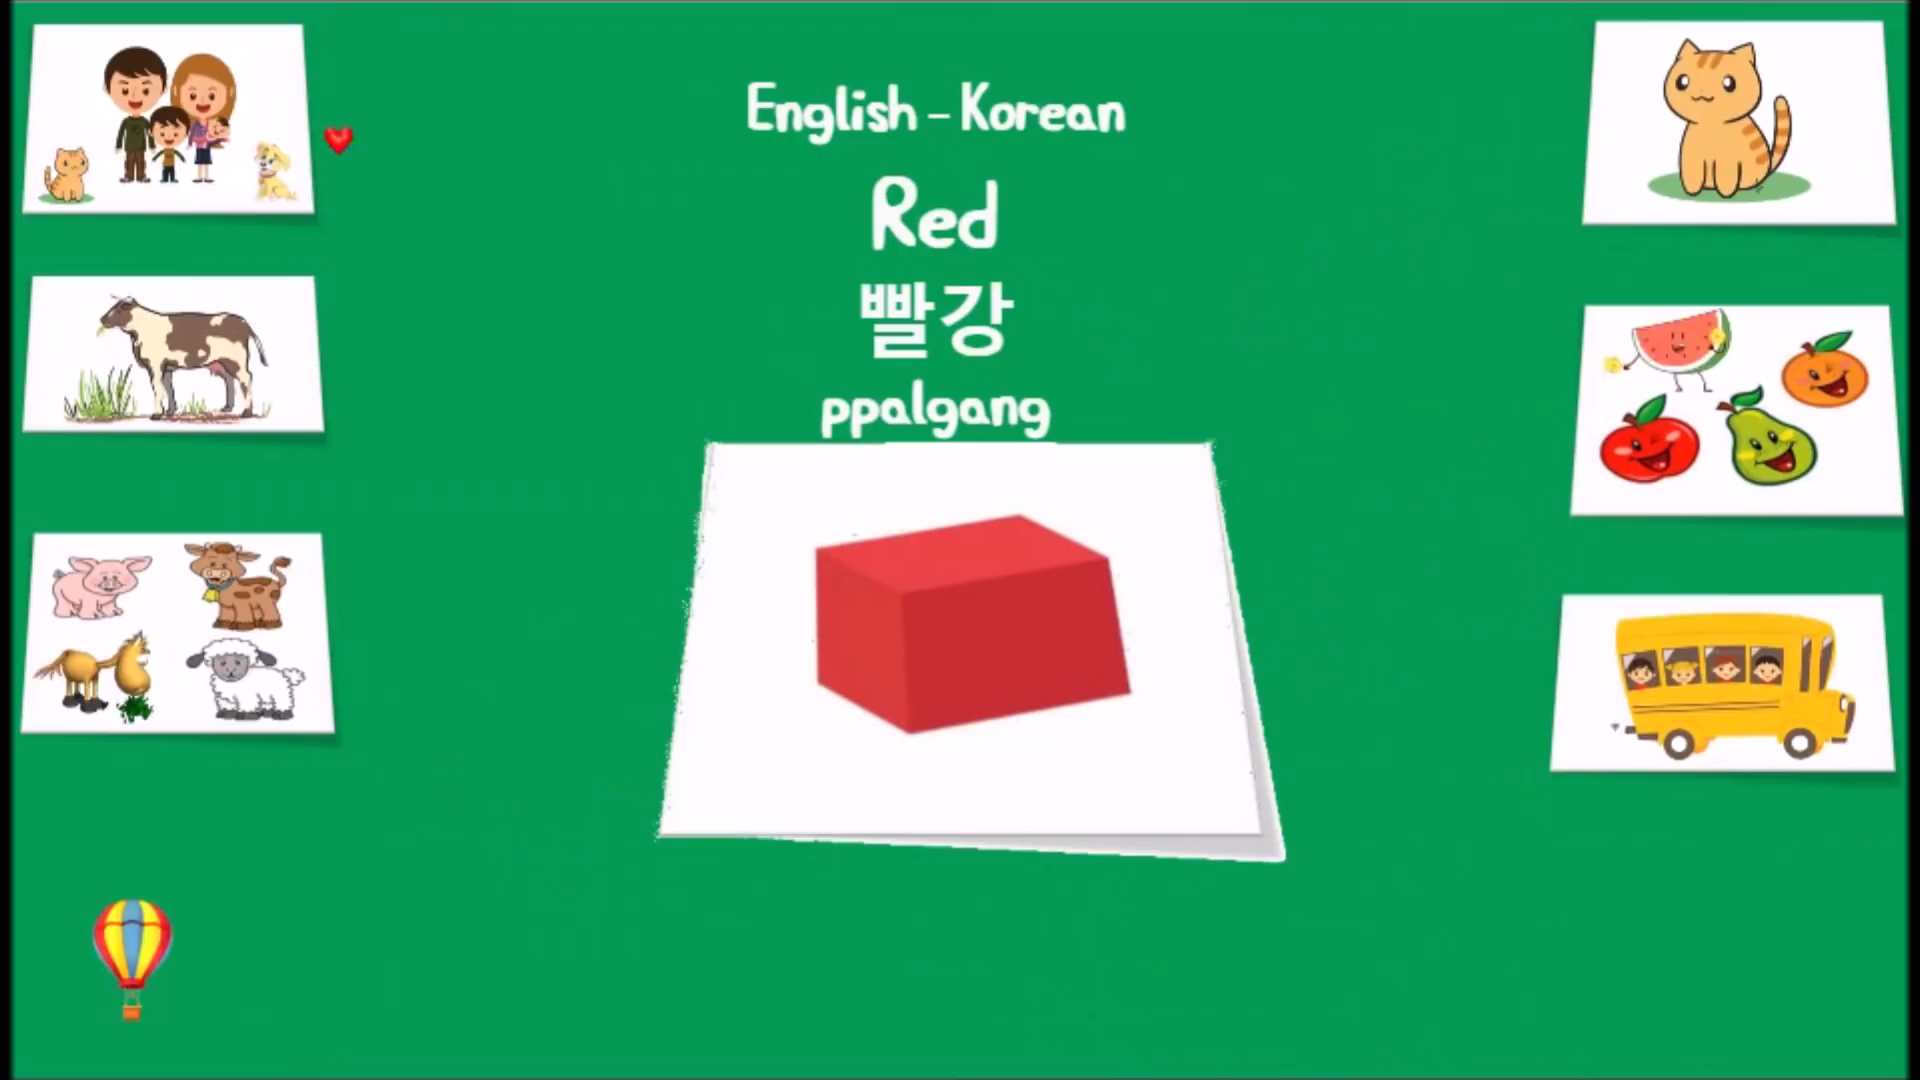 English - Korean
Red
빨강
ppalgang